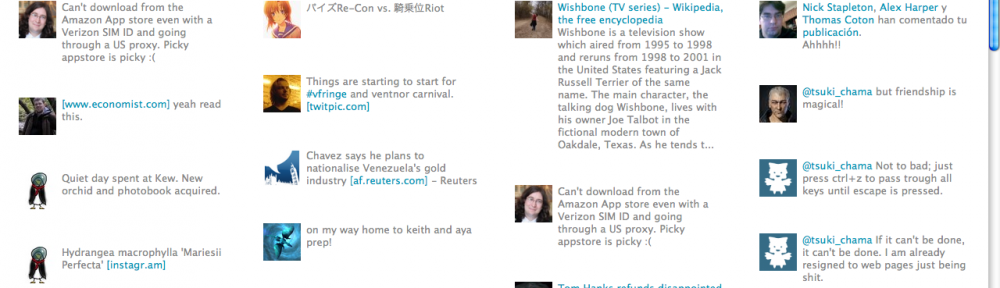 Can't download from the
Amazon App store even with a
Verizon SIM ID and going
through a US proxy. Picky
appstore is picky :(
[www.economist.com] yeah read
this.
Quiet day spent at Kew. New
orchid and photobook acquired.
Hydrangea macrophylla 'Mariesii
Perfecta' [instagr.am]
パイズRe-Con vs. 騎乗位Riot
Things are starting to start for
#vfringe and ventnor carnival.
[twitpic.com]
Chavez says he plans to
nationalise Venezuela's gold
industry [af.reuters.com] – Reuters
on my way home to keith and aya
prep!
Wishbone (TV series) – Wikipedia,
the free encyclopedia
Wishbone is a television show
which aired from 1995 to 1998
and reruns from 1998 to 2001 in
the United States featuring a Jack
Russell Terrier of the same
name. The main character, the
talking dog Wishbone, lives with
his owner Joe Talbot in the
fictional modern town of
Oakdale, Texas. As he tends t...
Can't download from the
Amazon App store even with a
Verizon SIM ID and going
through a US proxy. Picky
appstore is picky :(
Tom Hanks refunds disappointed
Nick Stapleton, Alex Harper y
Thomas Coton han comentado tu
publicación.
Ahhhh!!
@tsuki_chama but friendship is
magical!
@tsuki_chama Not to bad; just
press ctrl+z to pass trough all
keys until escape is pressed.
@tsuki_chama If it can't be done,
it can't be done. I am already
resigned to web pages just being
shit.